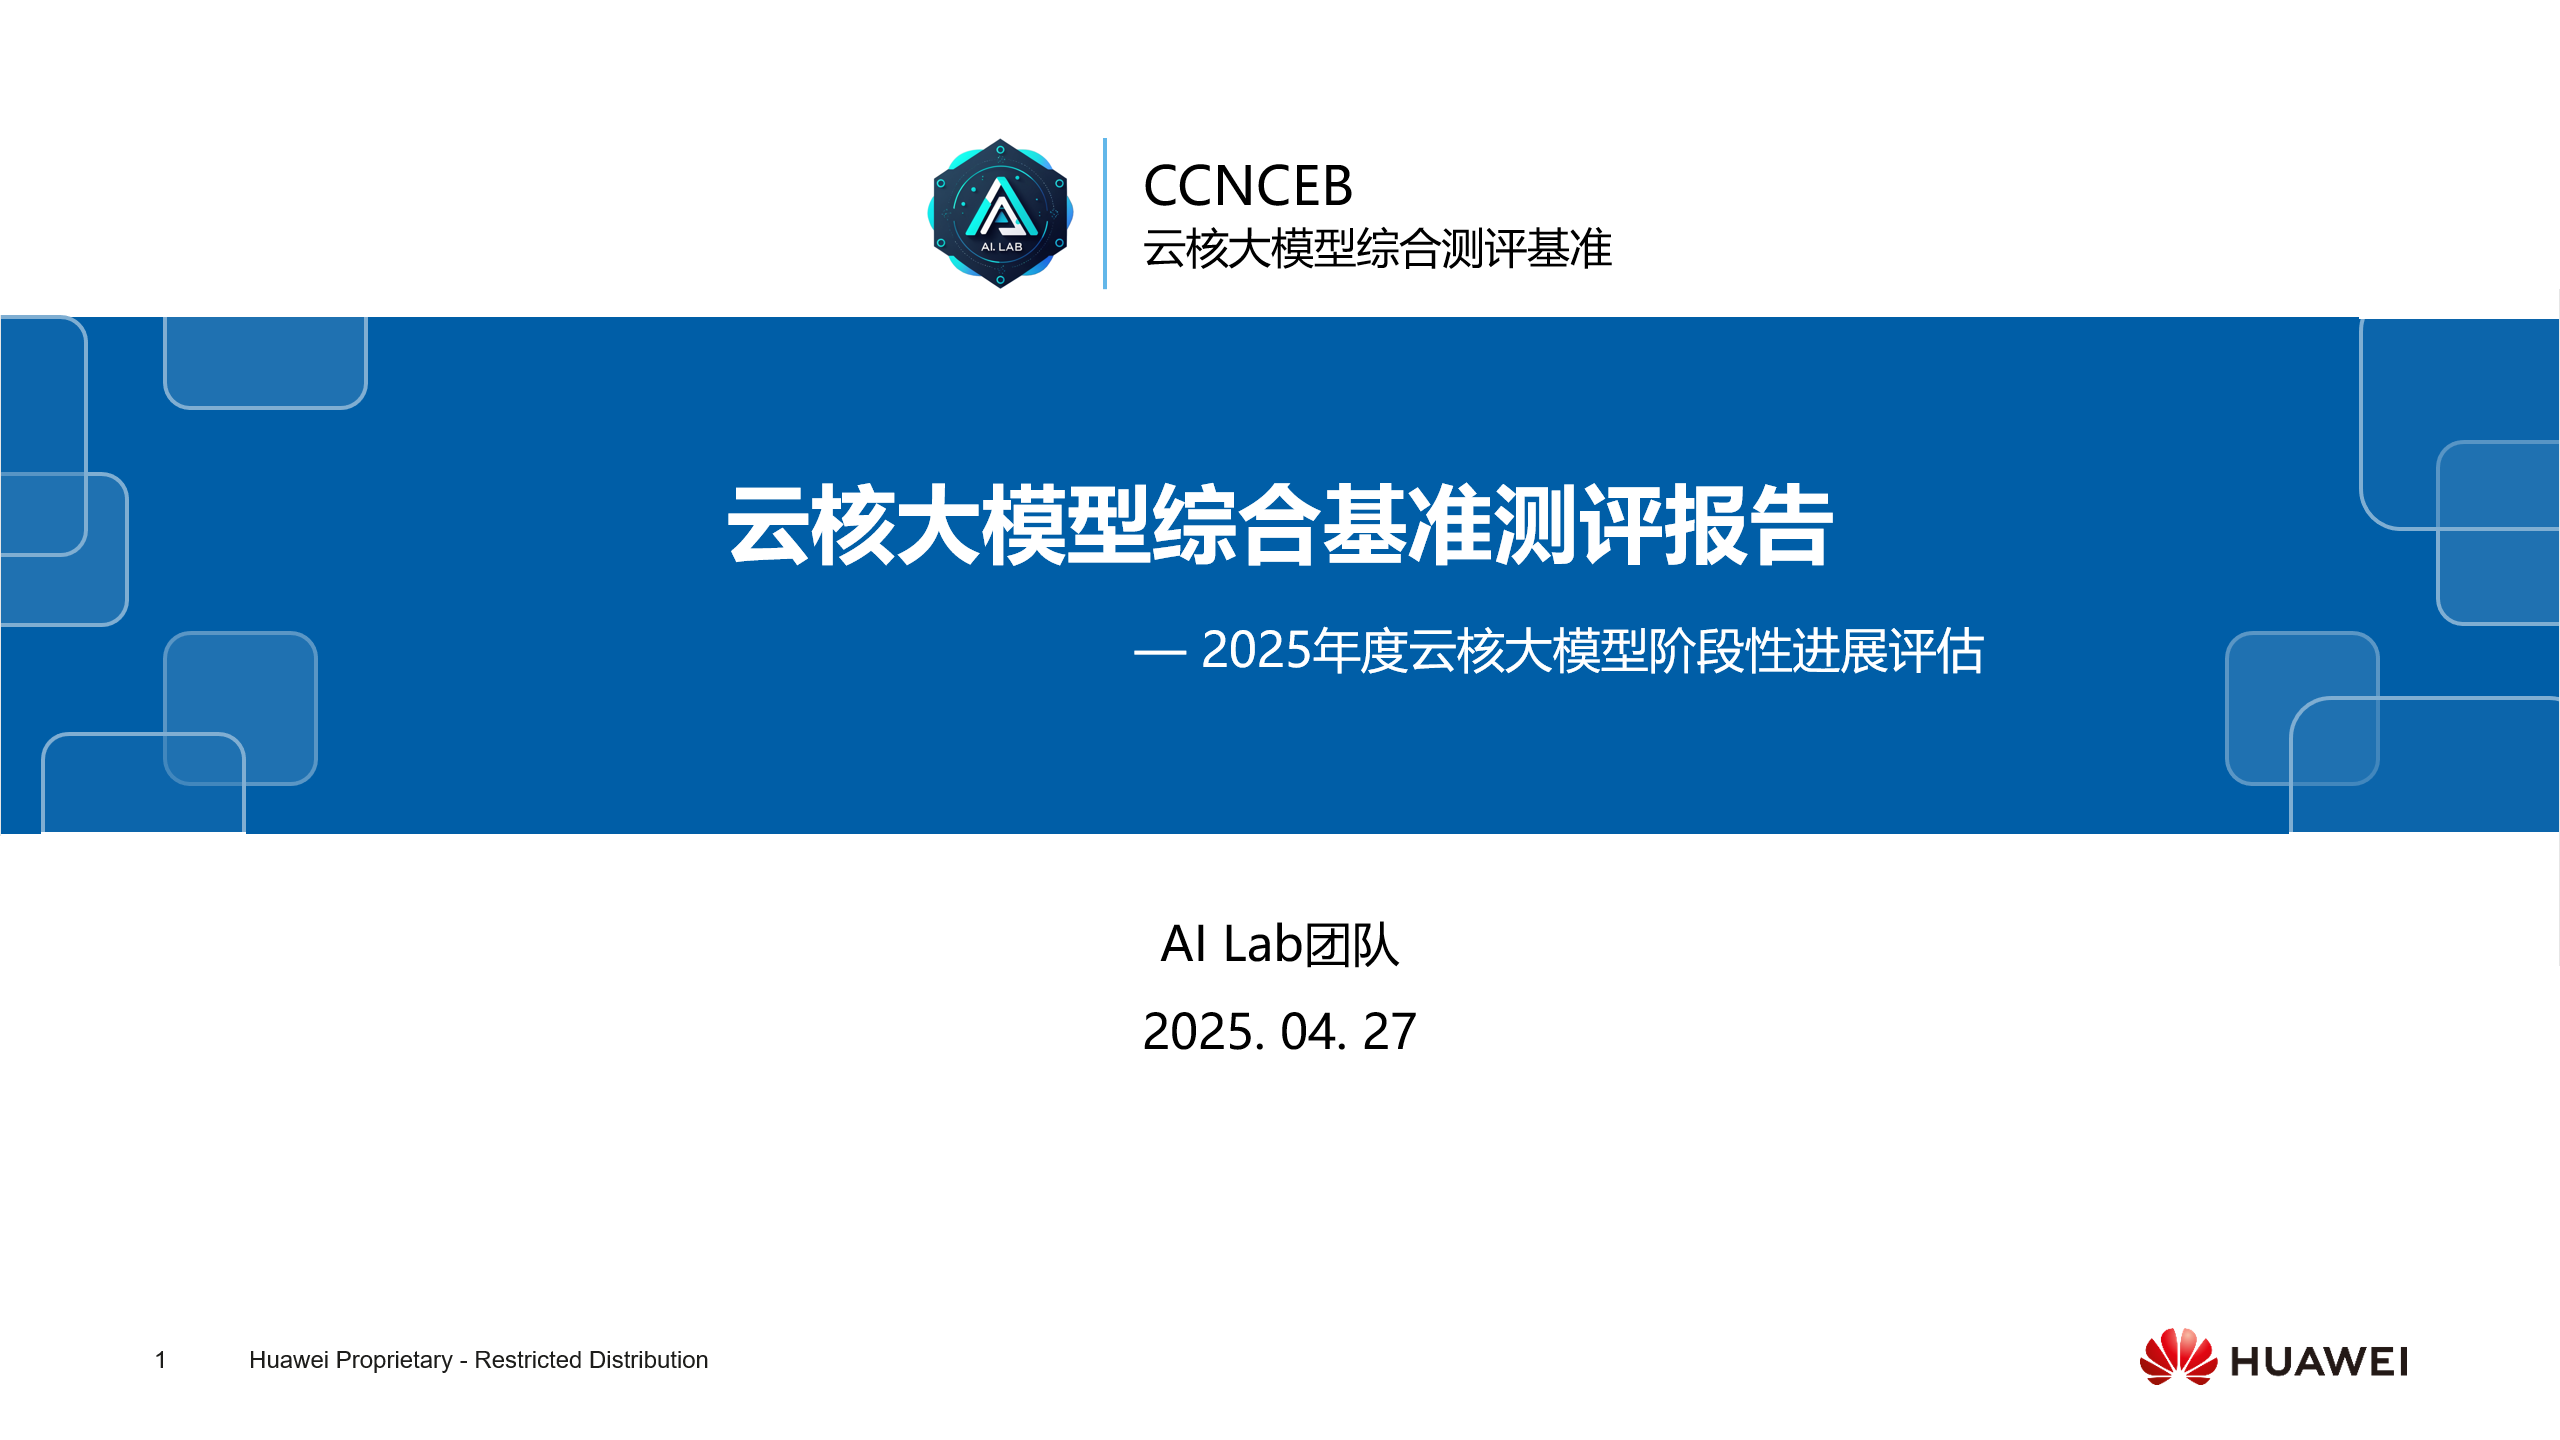 AI. LAB
CCNCEB
云核大模型综合测评基准
云核大模型综合基准测评报告
— 2025年度云核大模型阶段性进展评估
AI Lab团队
2025. 04. 27
1
Huawei Proprietary - Restricted Distribution
HUAWEI